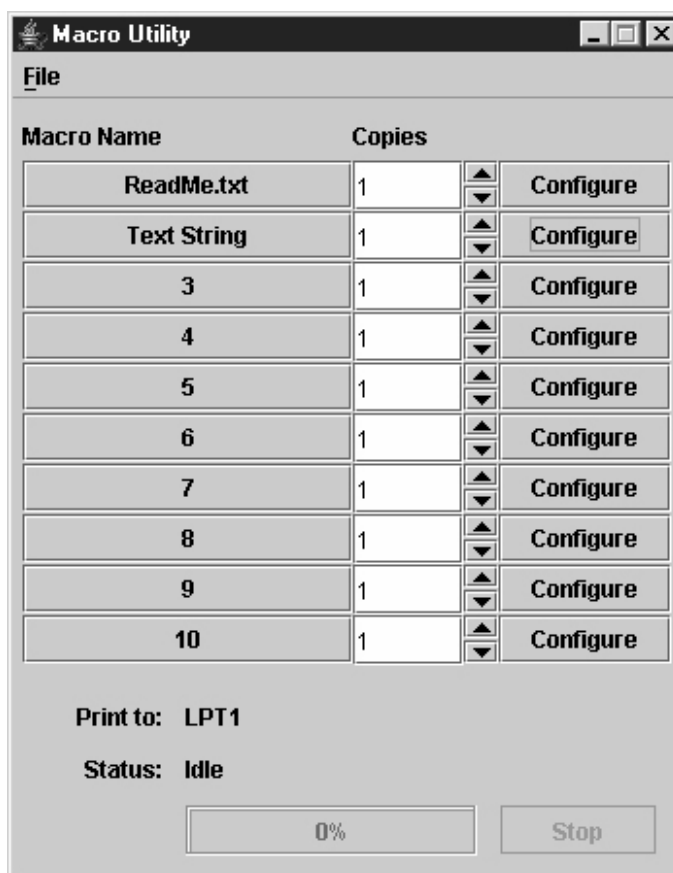 Macro Utility
File
Macro Name Copies
ReadMe.txt 1 Configure
Text String 1 Configure
3 1 Configure
4 1 Configure
5 1 Configure
6 1 Configure
7 1 Configure
8 1 Configure
9 1 Configure
10 1 Configure
Print to: LPT1
Status: Idle
0% Stop